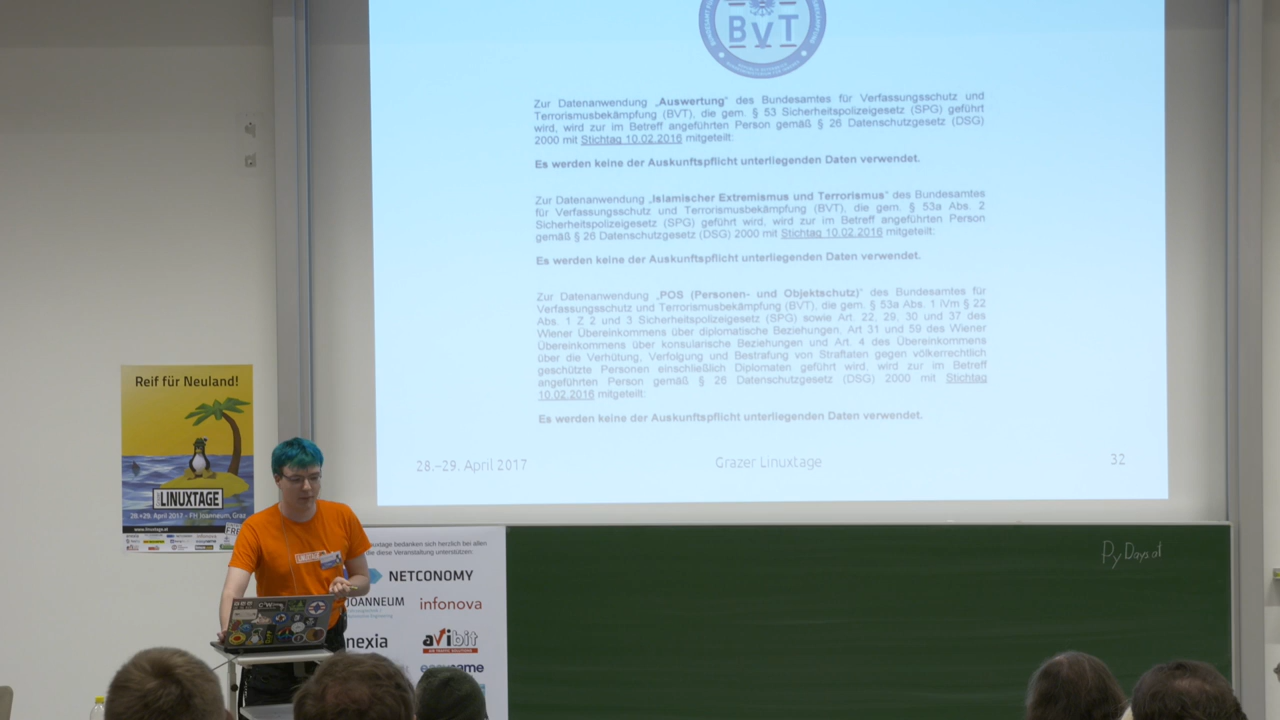 BVT
Zur Datenanwendung „Auswertung“ des Bundesamtes für Verfassungsschutz und
Terrorismusbekämpfung (BVT), die gem. § 53 Sicherheitspolizeigesetz (SPG) geführt
wird, wird zur im Betreff angeführten Person gemäß § 26 Datenschutzgesetz (DSG)
2000 mit Stichtag 10.02.2016 mitgeteilt:
Es werden keine der Auskunftspflicht unterliegenden Daten verwendet.
Zur Datenanwendung „Islamischer Extremismus und Terrorismus“ des Bundesamtes
für Verfassungsschutz und Terrorismusbekämpfung (BVT), die gem. § 53a Abs. 2
Sicherheitspolizeigesetz (SPG) geführt wird, wird zur im Betreff angeführten Person
gemäß § 26 Datenschutzgesetz (DSG) 2000 mit Stichtag 10.02.2016 mitgeteilt:
Es werden keine der Auskunftspflicht unterliegenden Daten verwendet.
Zur Datenanwendung „POS (Personen- und Objektschutz)“ des Bundesamtes für
Verfassungsschutz und Terrorismusbekämpfung (BVT), die gem. § 53a Abs. 1 iVm § 22
Abs. 1 Z 2 und 3 Sicherheitspolizeigesetz (SPG) sowie Art. 22, 29, 30 und 37 des
Wiener Übereinkommens über diplomatische Beziehungen, Art 31 und 59 des Wiener
Übereinkommens über konsularische Beziehungen und Art. 4 des Übereinkommens
über die Verhütung, Verfolgung und Bestrafung von Straftaten gegen völkerrechtlich
geschützte Personen einschließlich Diplomaten geführt wird, wird zur im Betreff
angeführten Person gemäß § 26 Datenschutzgesetz (DSG) 2000 mit Stichtag
10.02.2016 mitgeteilt:
Es werden keine der Auskunftspflicht unterliegenden Daten verwendet.
28.–29. April 2017
Grazer Linuxtage
32
Reif für Neuland!
LINUXTAGE
28.+29. April 2017 – FH Joanneum, Graz
www.linuxtage.at
bedanken sich herzlich bei allen
diese Veranstaltung unterstützen:
NETCONOMY
JOANNEUM
infonova
nexia
avibit
PyDays.at